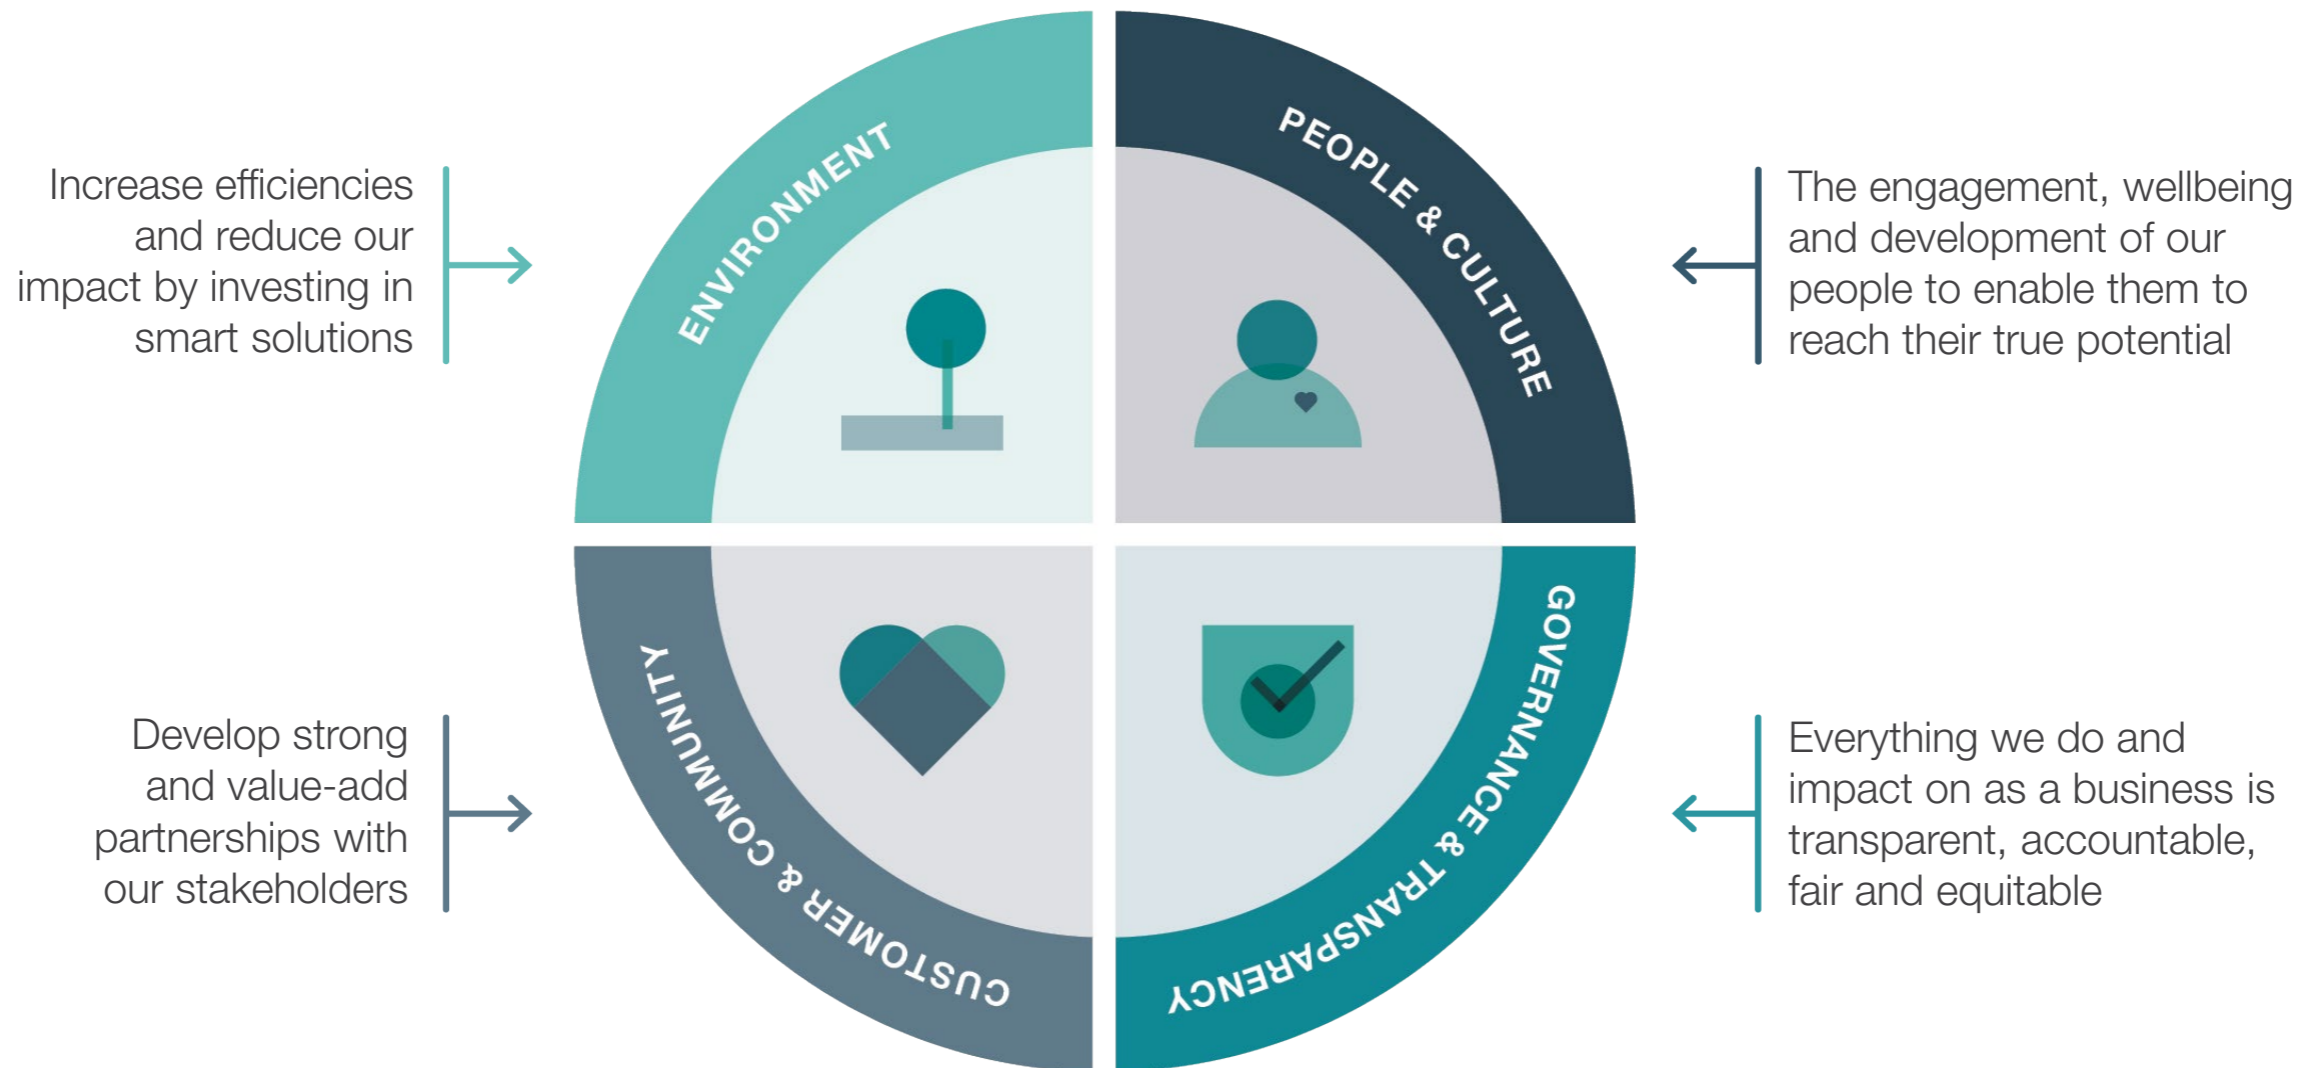 Increase efficiencies
and reduce our
impact by investing in
smart solutions
ENVIRONMENT
PEOPLE & CULTURE
The engagement, wellbeing
and development of our
people to enable them to
reach their true potential
Develop strong
and value-add
partnerships with
our stakeholders
CUSTOMER & COMMUNITY
GOVERNANCE & TRANSPARENCY
Everything we do and
impact on as a business is
transparent, accountable,
fair and equitable